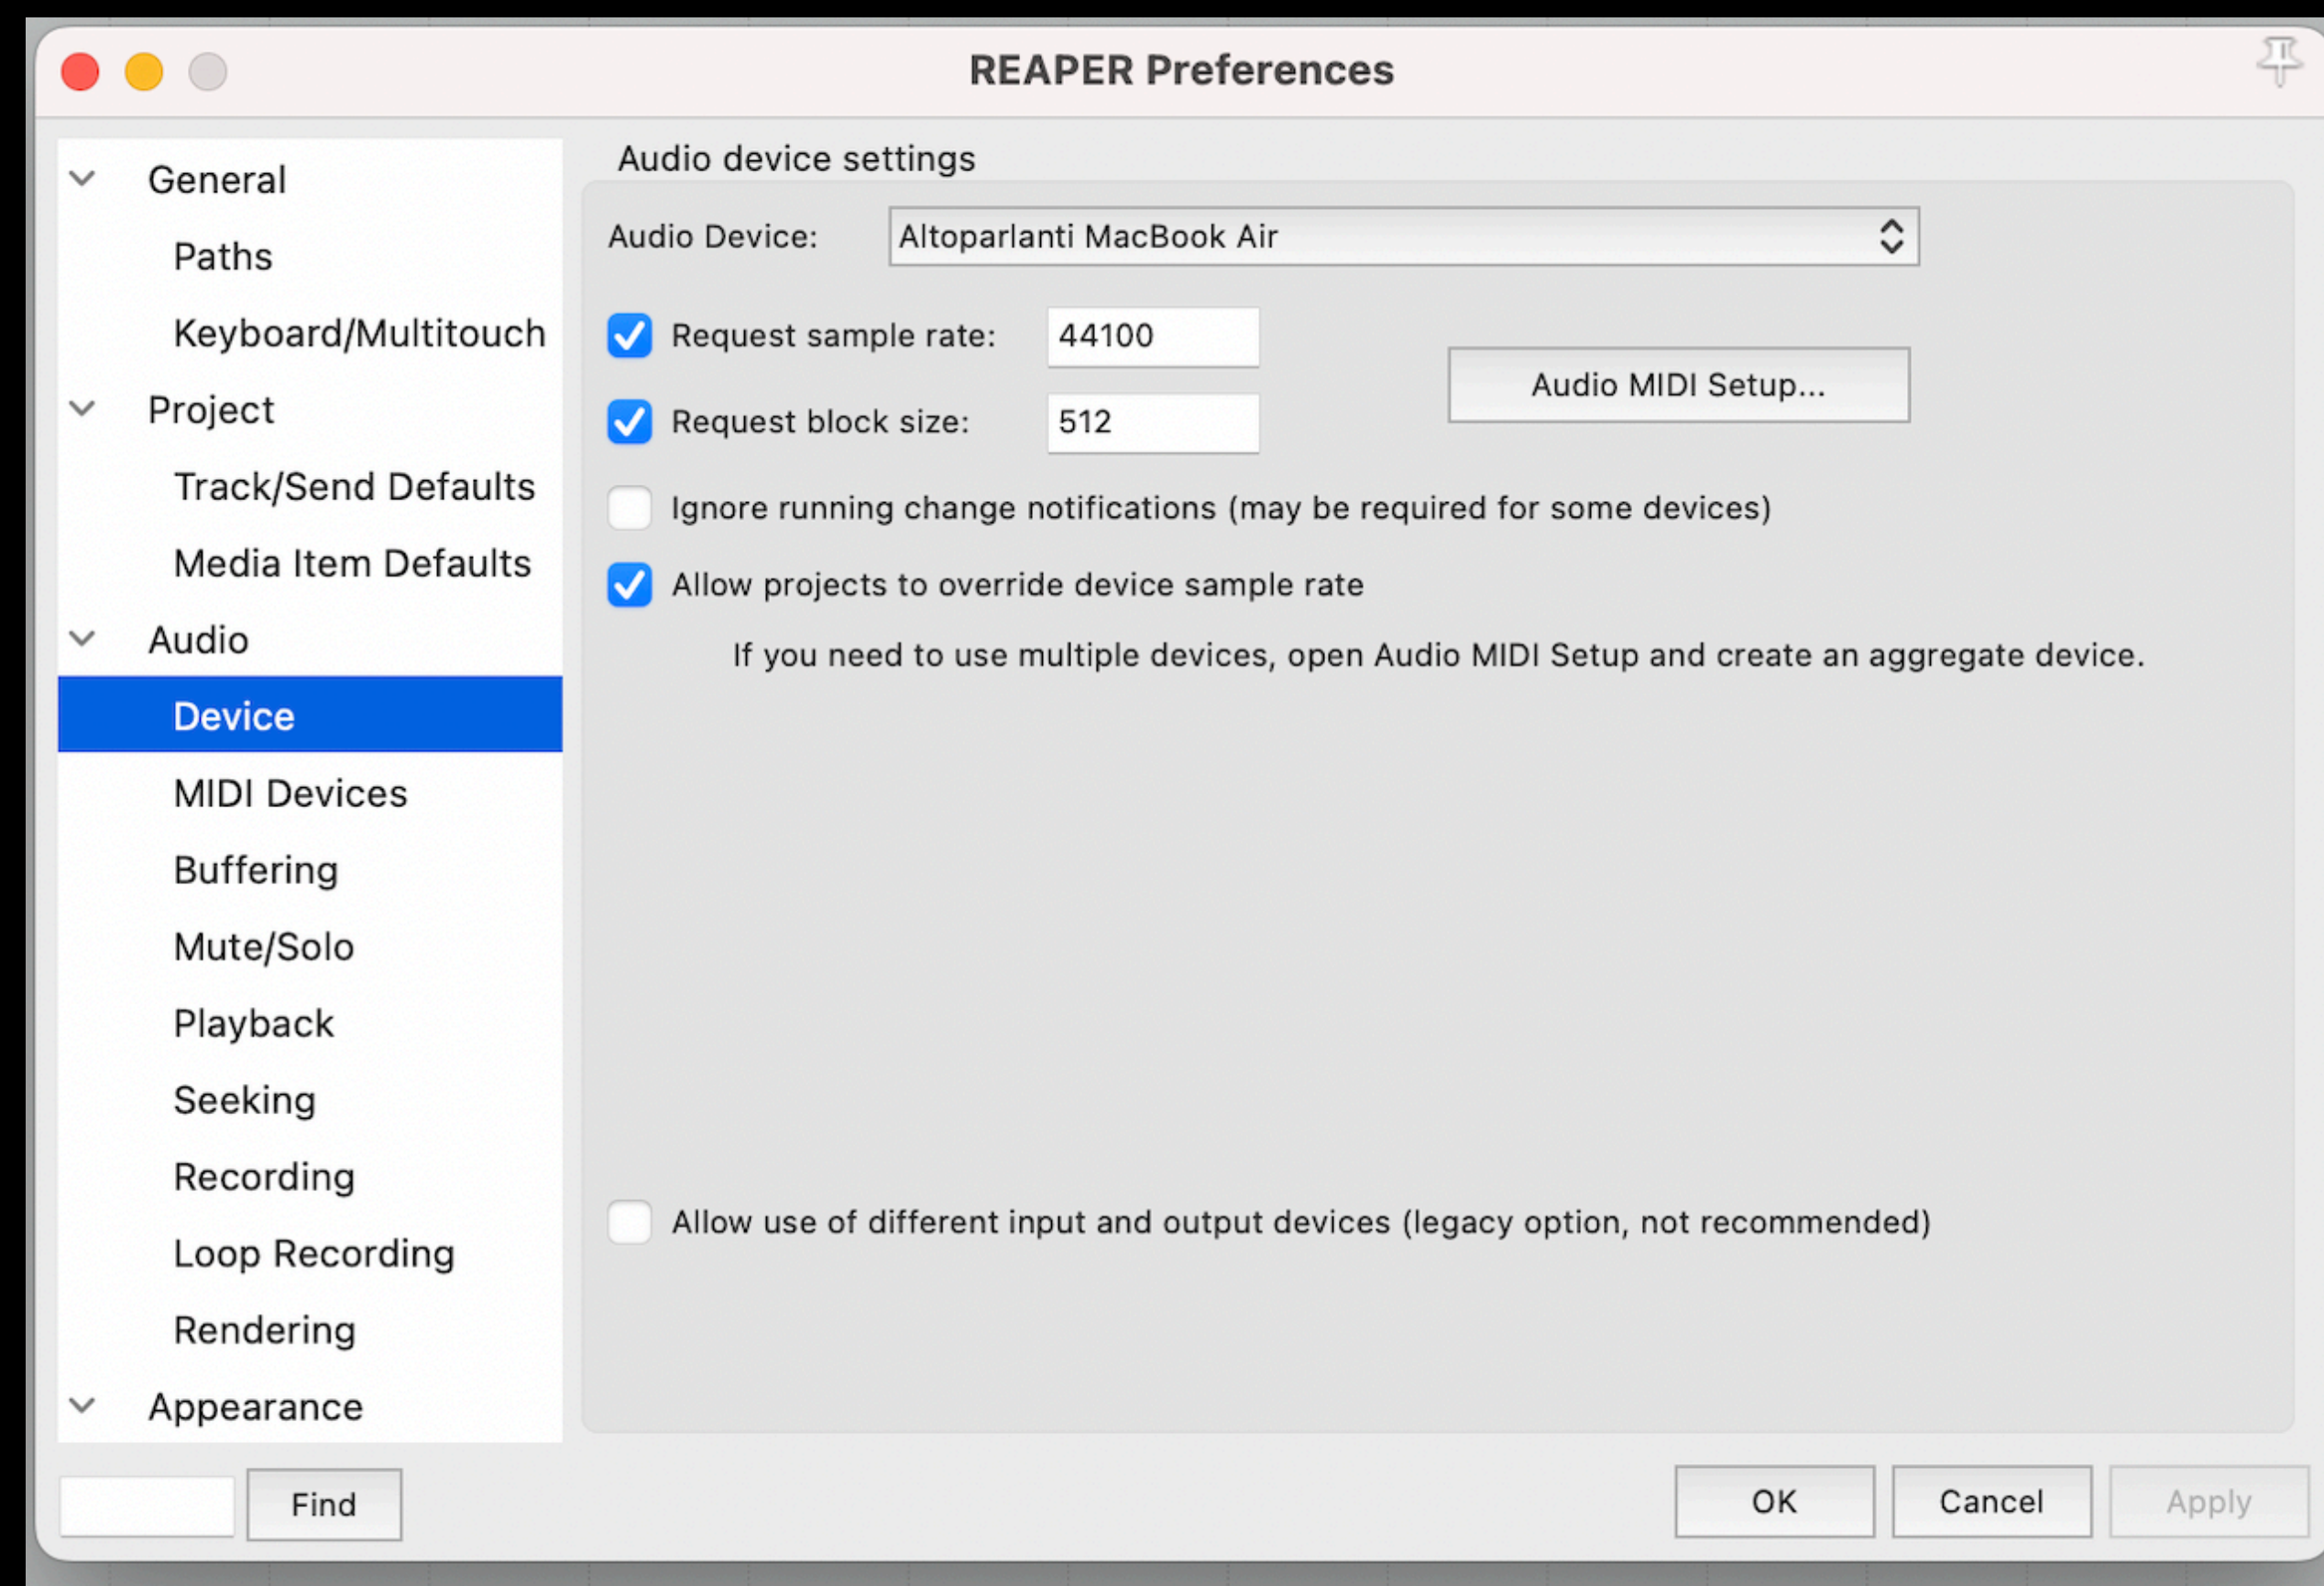 REAPER Preferences
General
Paths
Keyboard/Multitouch
Project
Track/Send Defaults
Media Item Defaults
Audio
Device
MIDI Devices
Buffering
Mute/Solo
Playback
Seeking
Recording
Loop Recording
Rendering
Appearance
Find
Audio device settings
Audio Device: Altoparlanti MacBook Air
Request sample rate: 44100
Request block size: 512
Audio MIDI Setup...
Ignore running change notifications (may be required for some devices)
Allow projects to override device sample rate
If you need to use multiple devices, open Audio MIDI Setup and create an aggregate device.
Allow use of different input and output devices (legacy option, not recommended)
OK Cancel Apply